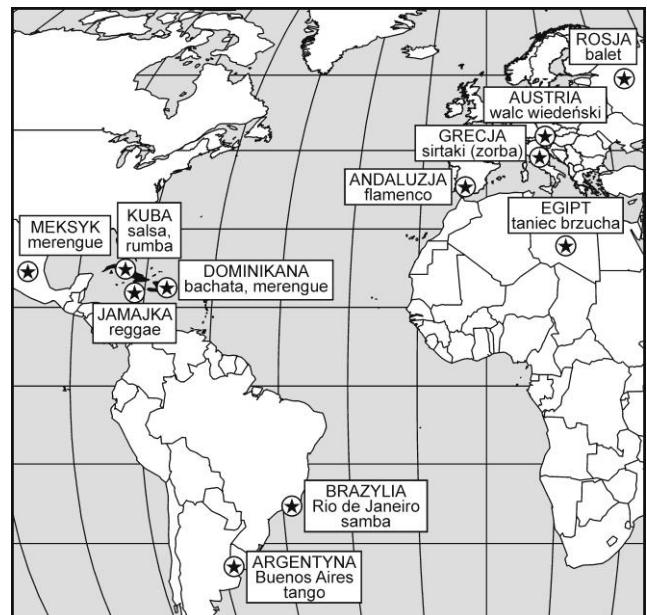 ROSJA
balet
AUSTRIA
walc wiedeński
GRECJA
sirtaki (zorba)
ANDALUZJA
flamenco
EGIPT
taniec brzucha
MEKSYK
merengue
KUBA
salsa,
rumba
DOMINIKANA
bachata, merengue
JAMAJKA
reggae
BRAZYLIA
Rio de Janeiro
samba
ARGENTYNA
Buenos Aires
tango